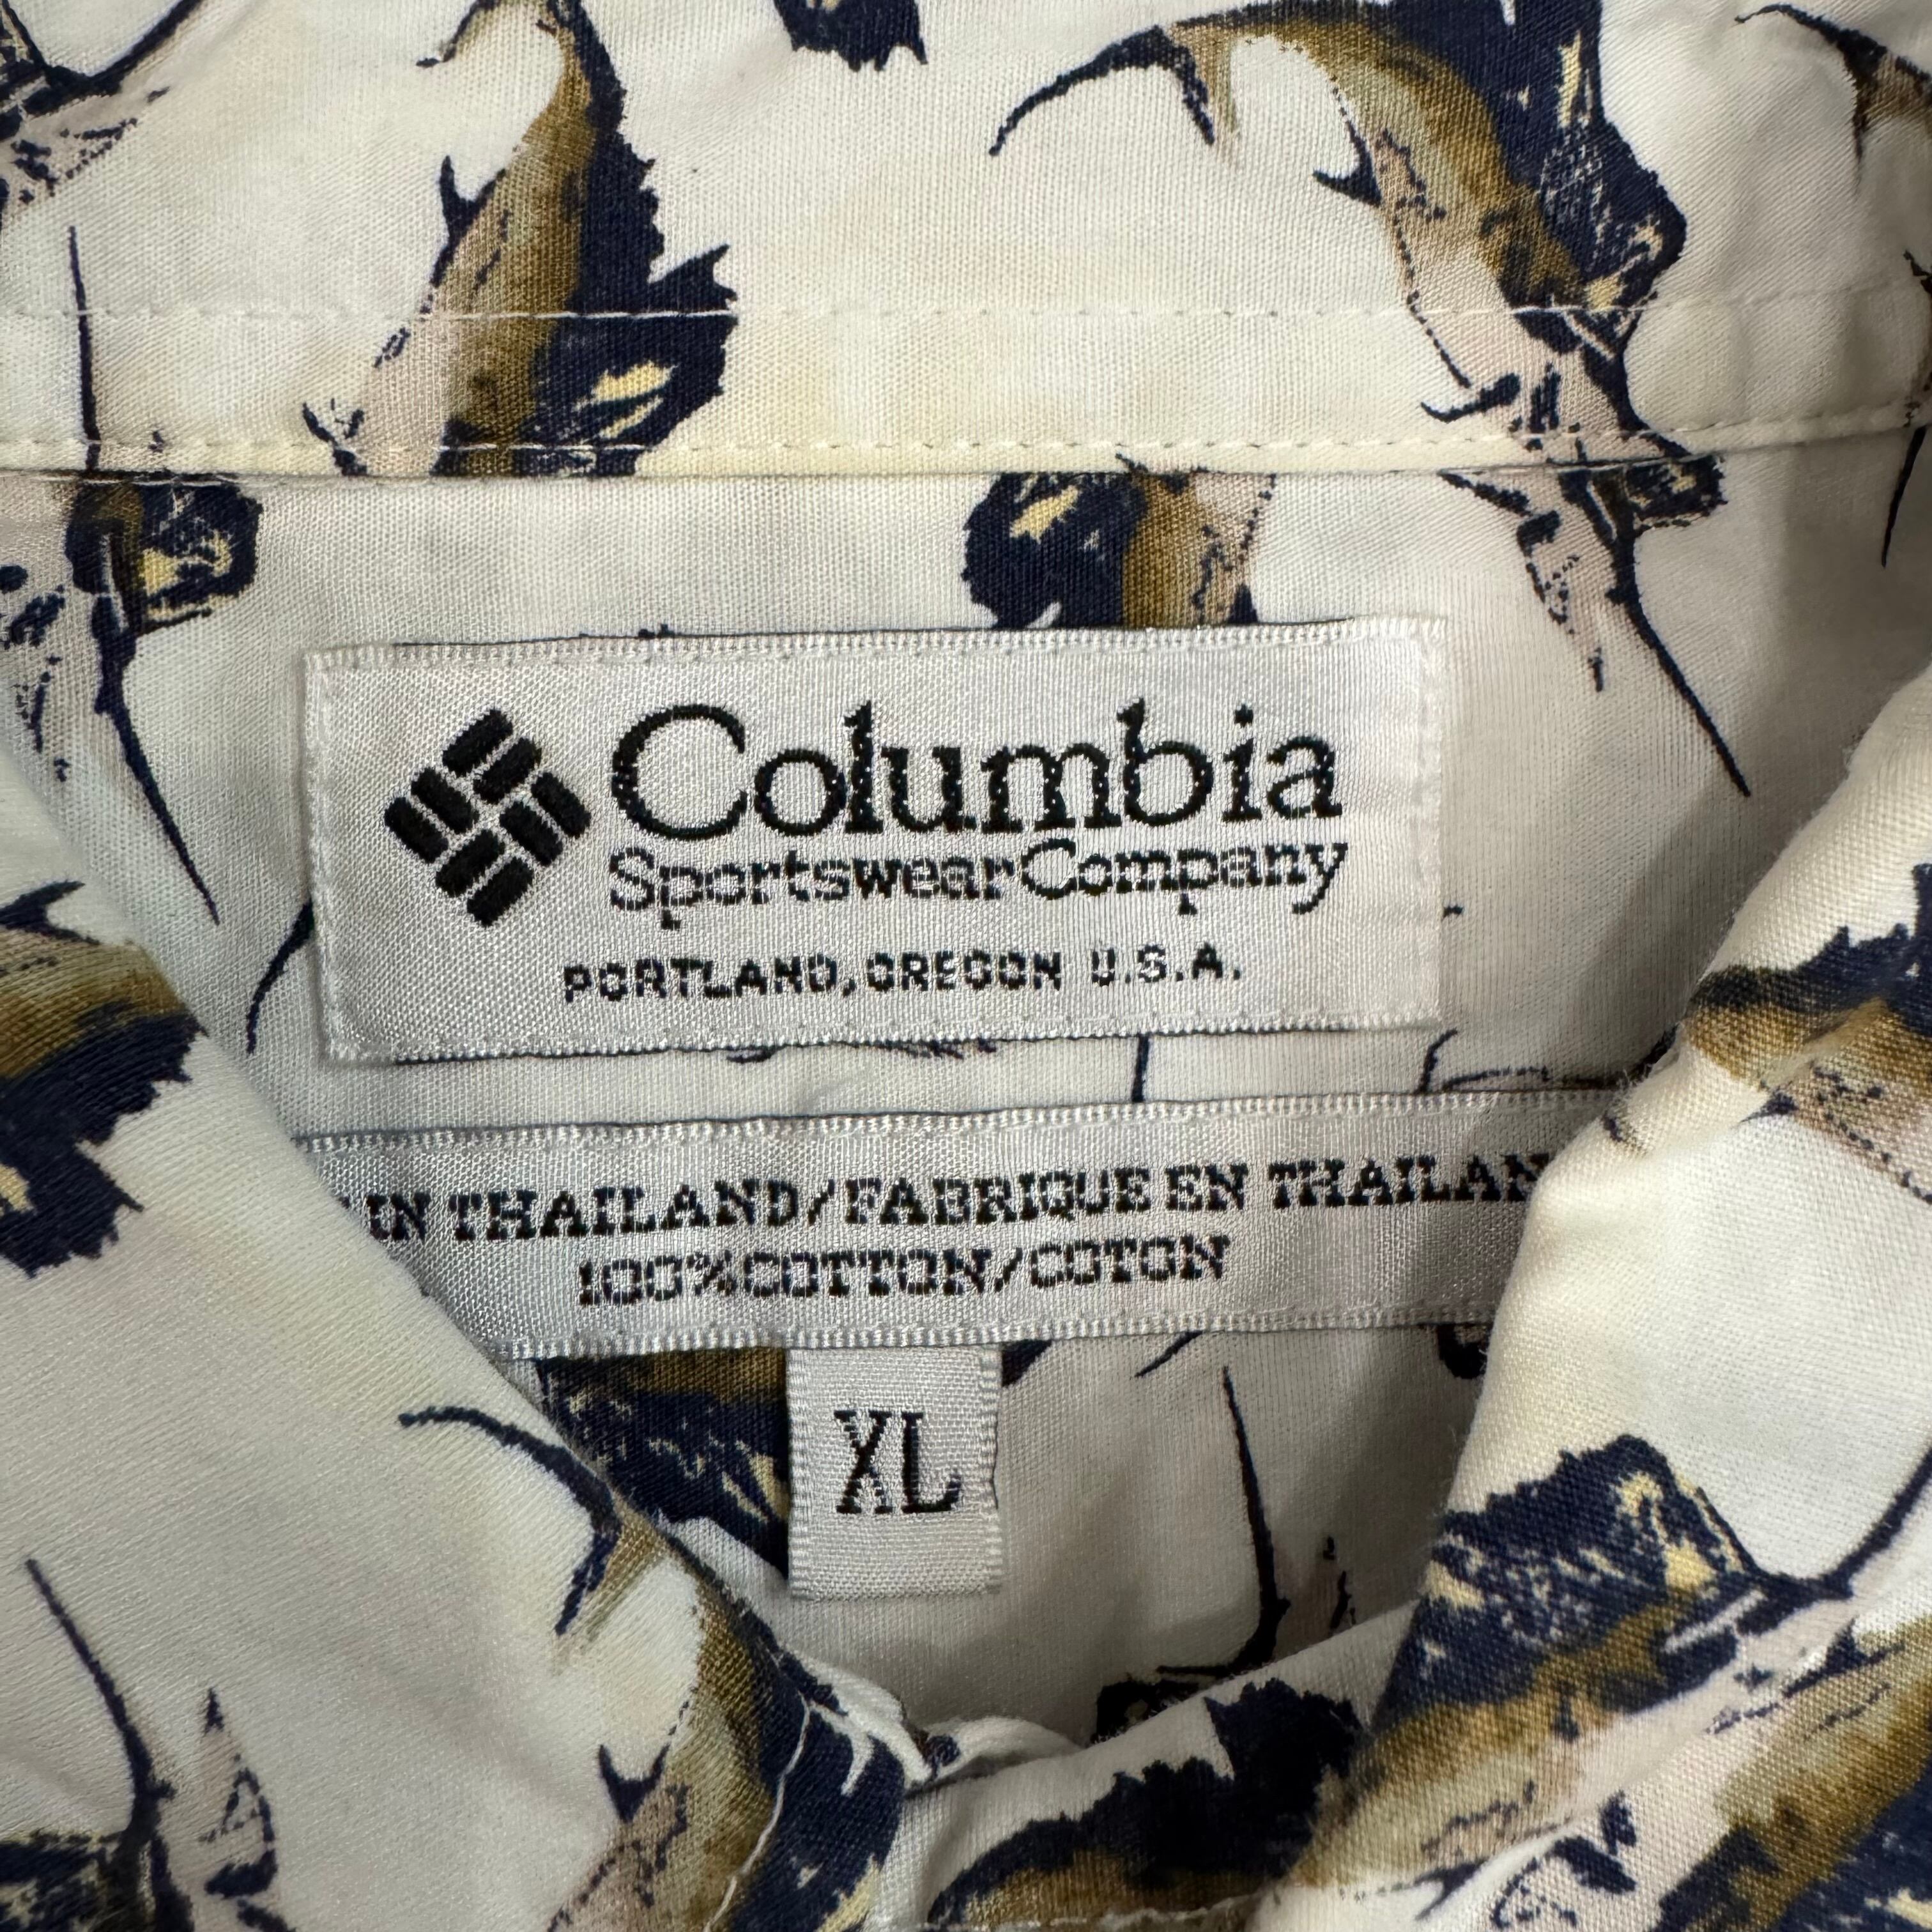 Columbia
Sportswear Company
PORTLAND, OREGON U.S.A.
IN THAILAND/FABRIQUE EN THAILAN
100% COTTON/COTON
XL